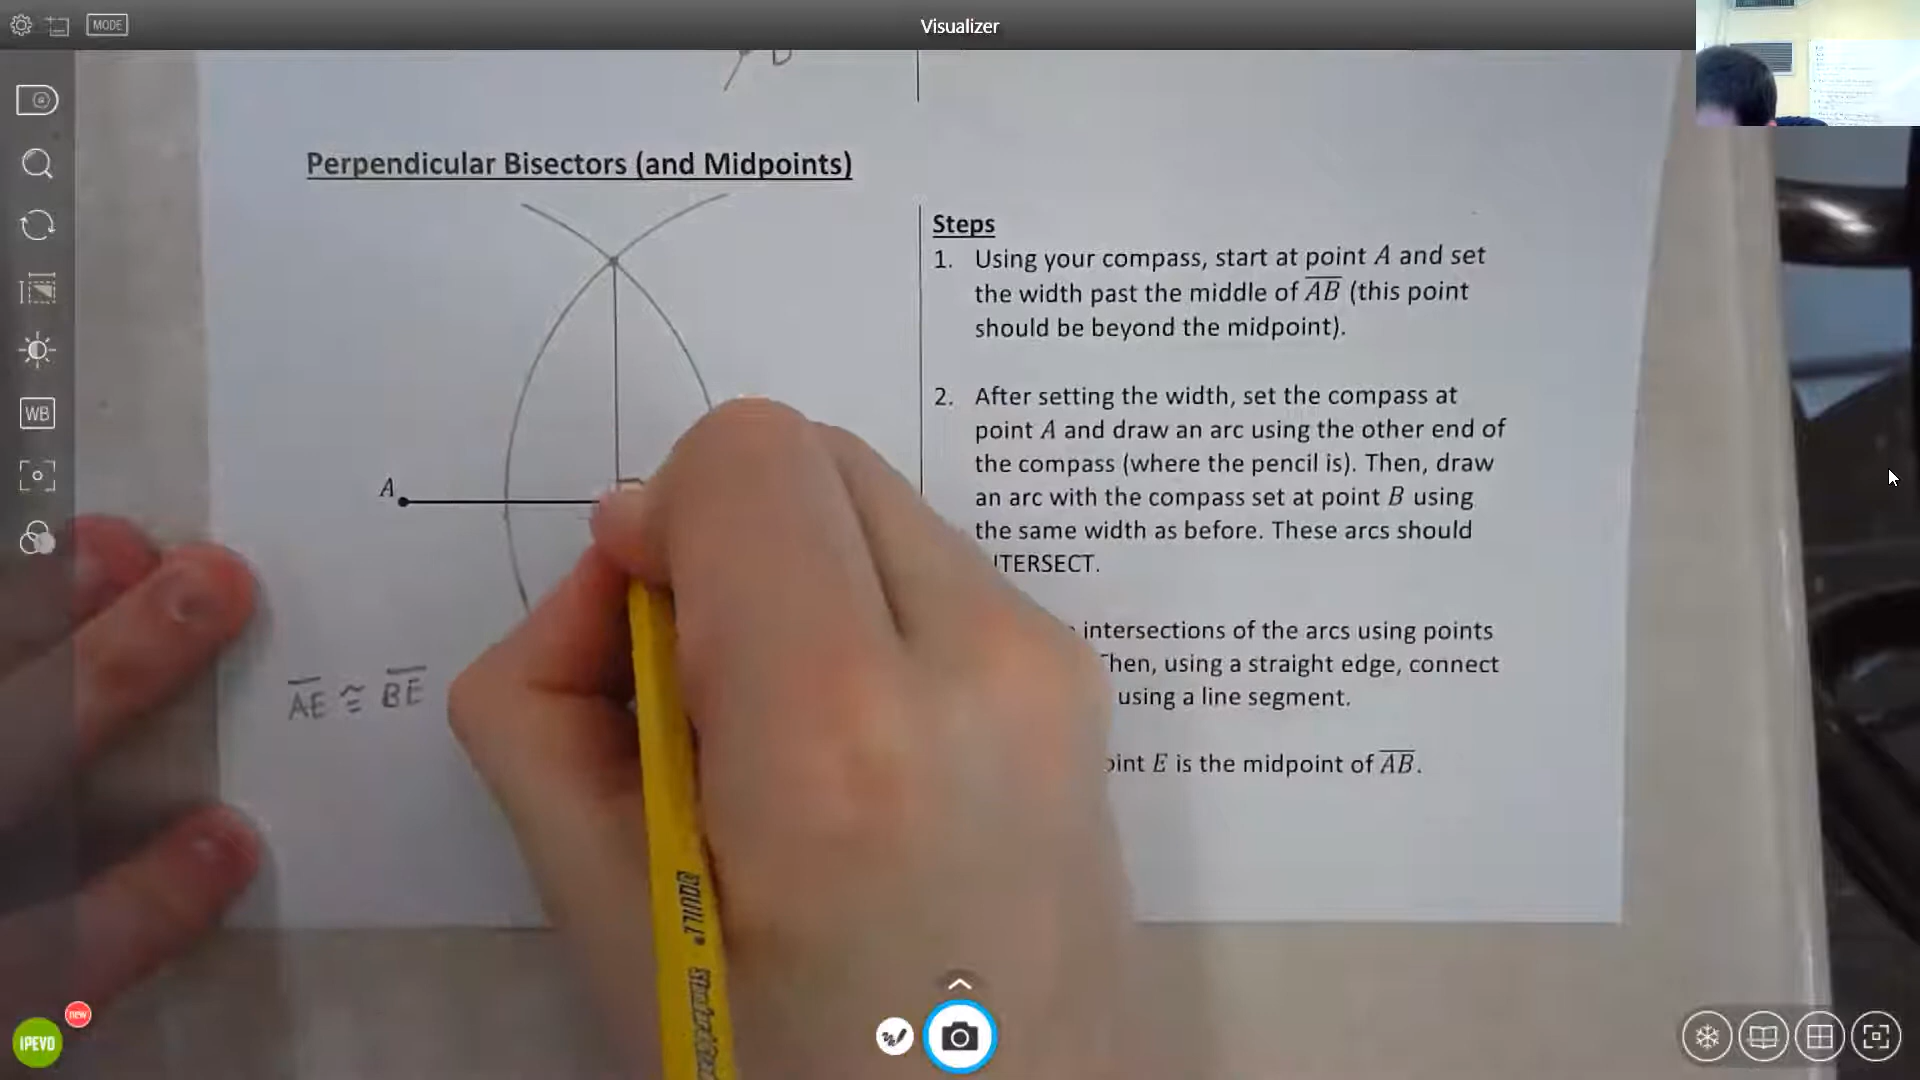 MODE
Visualizer
D
Perpendicular Bisectors (and Midpoints)
A
AE ≅ BE
Steps
1. Using your compass, start at point A and set
the width past the middle of AB (this point
should be beyond the midpoint).
2. After setting the width, set the compass at
point A and draw an arc using the other end of
the compass (where the pencil is). Then, draw
an arc with the compass set at point B using
the same width as before. These arcs should
TERSECT.
intersections of the arcs using points
hen, using a straight edge, connect
using a line segment.
oint E is the midpoint of AB.
WB
IPEVO
new